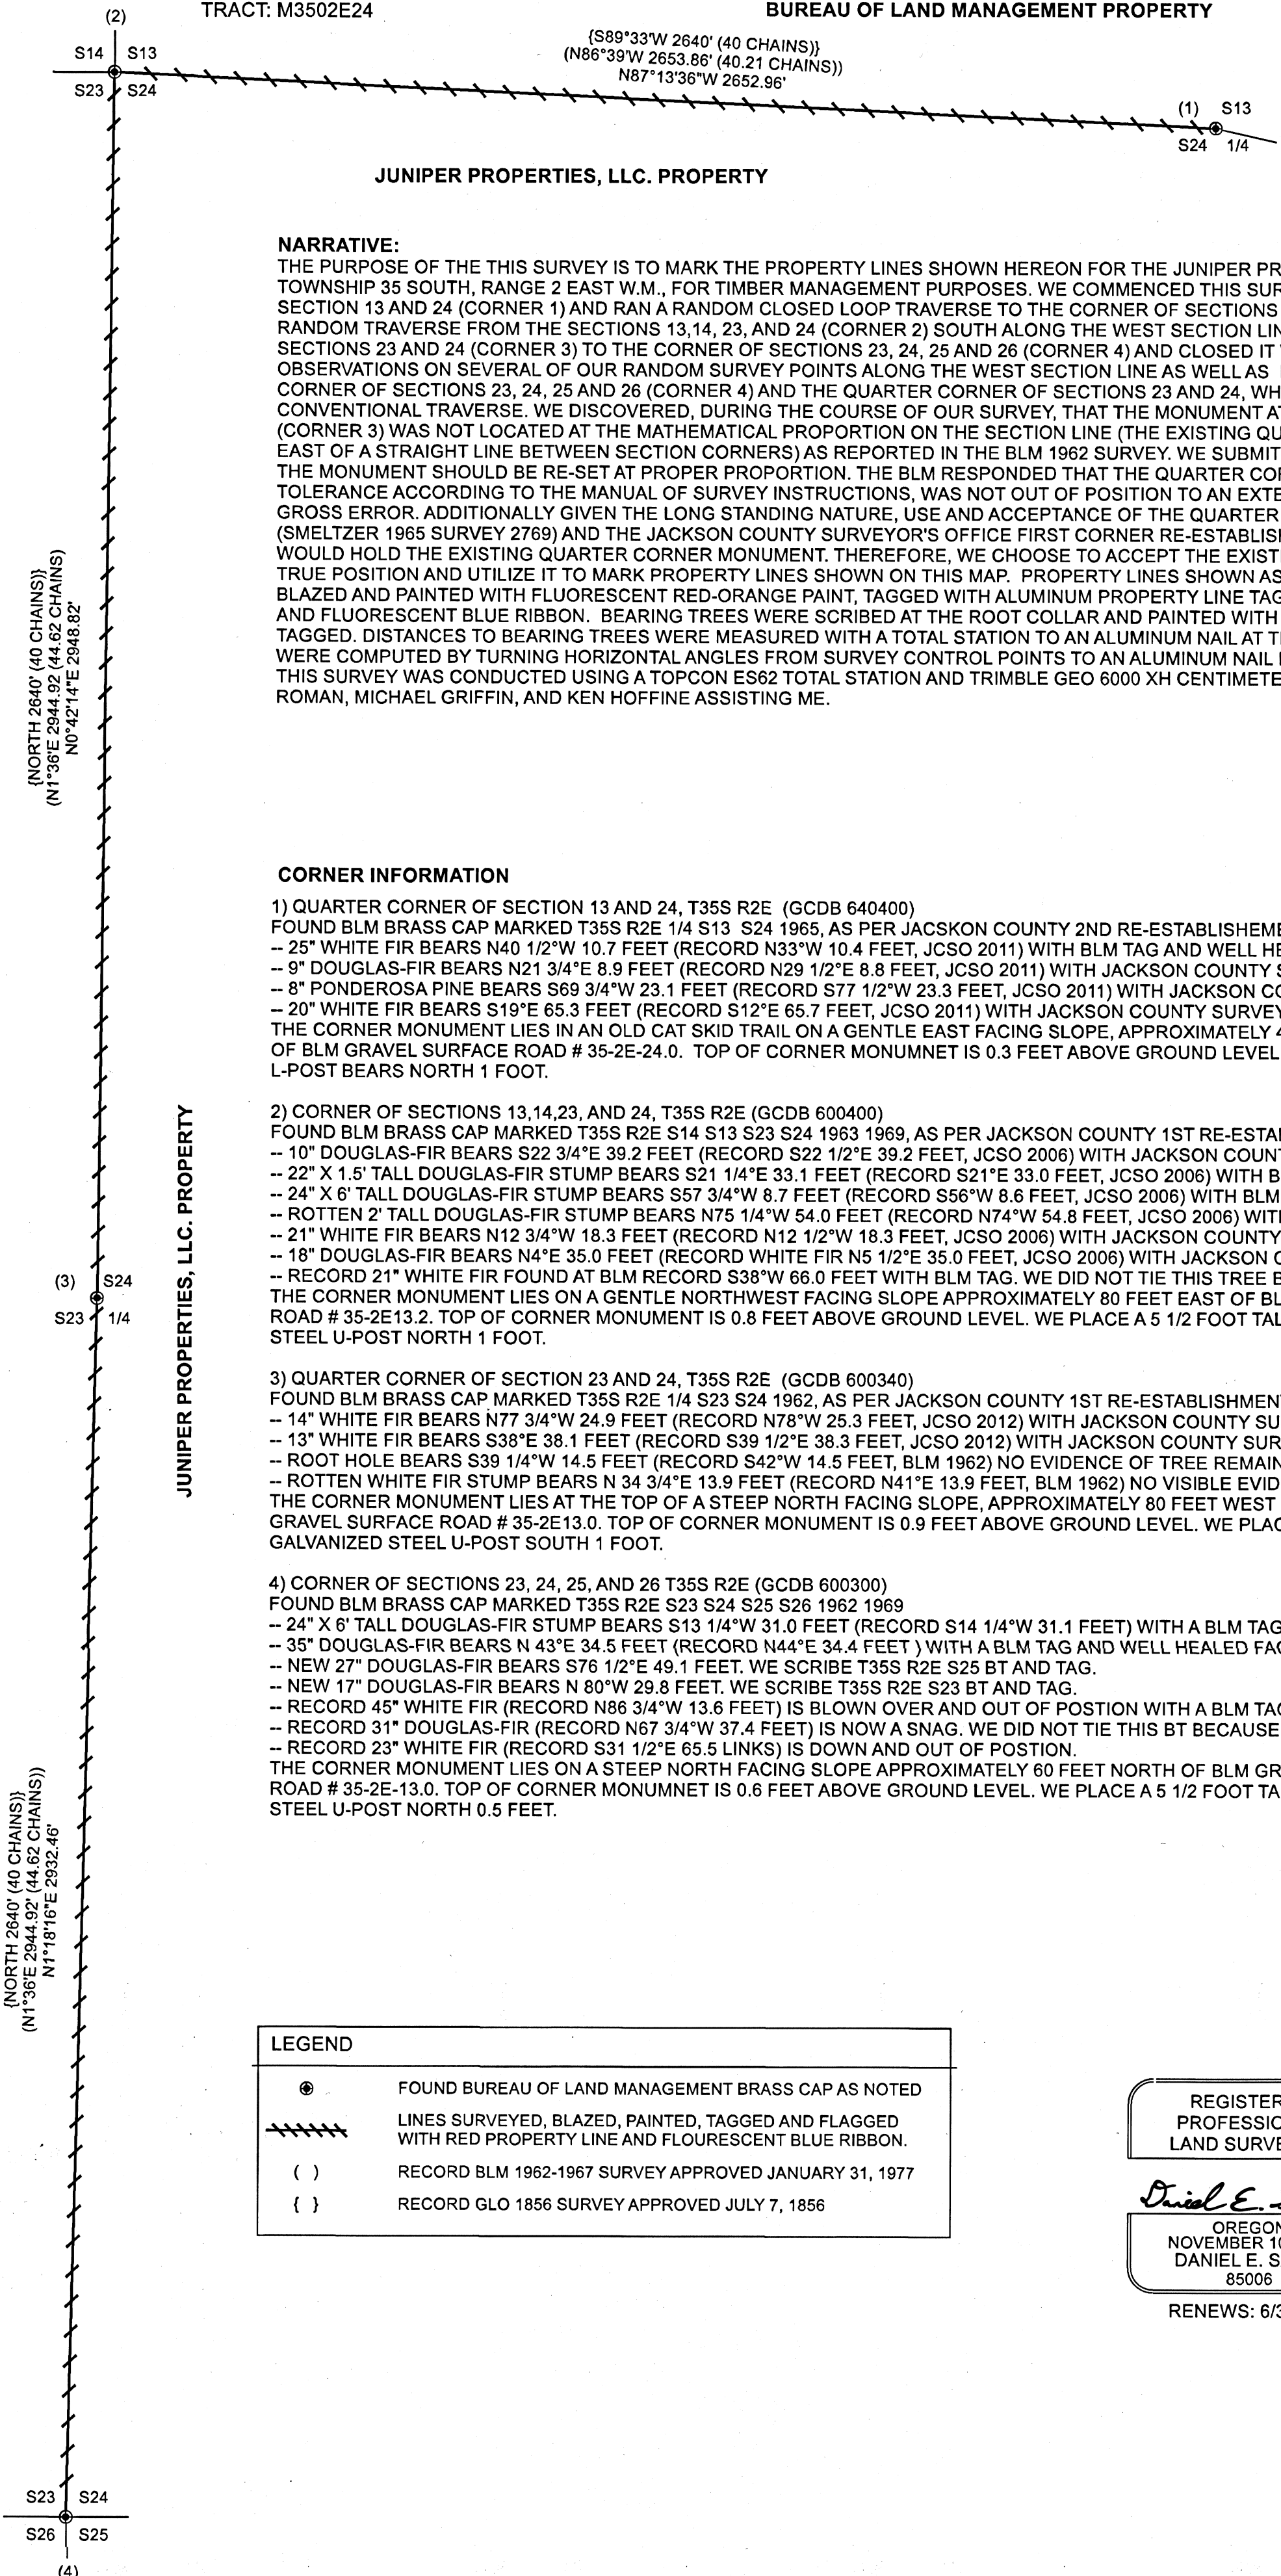 TRACT: M3502E24
BUREAU OF LAND MANAGEMENT PROPERTY
(2)
S14 S13
S23 S24
{S89°33'W 2640' (40 CHAINS)}
(N86°39'W 2653.86' (40.21 CHAINS))
N87°13'36"W 2652.96'
(1) S13
S24 1/4
JUNIPER PROPERTIES, LLC. PROPERTY
NARRATIVE:
THE PURPOSE OF THE THIS SURVEY IS TO MARK THE PROPERTY LINES SHOWN HEREON FOR THE JUNIPER PR
TOWNSHIP 35 SOUTH, RANGE 2 EAST W.M., FOR TIMBER MANAGEMENT PURPOSES. WE COMMENCED THIS SUR
SECTION 13 AND 24 (CORNER 1) AND RAN A RANDOM CLOSED LOOP TRAVERSE TO THE CORNER OF SECTIONS
RANDOM TRAVERSE FROM THE SECTIONS 13,14, 23, AND 24 (CORNER 2) SOUTH ALONG THE WEST SECTION LIN
SECTIONS 23 AND 24 (CORNER 3) TO THE CORNER OF SECTIONS 23, 24, 25 AND 26 (CORNER 4) AND CLOSED IT
OBSERVATIONS ON SEVERAL OF OUR RANDOM SURVEY POINTS ALONG THE WEST SECTION LINE AS WELL AS
CORNER OF SECTIONS 23, 24, 25 AND 26 (CORNER 4) AND THE QUARTER CORNER OF SECTIONS 23 AND 24, WH
CONVENTIONAL TRAVERSE. WE DISCOVERED, DURING THE COURSE OF OUR SURVEY, THAT THE MONUMENT AT
(CORNER 3) WAS NOT LOCATED AT THE MATHEMATICAL PROPORTION ON THE SECTION LINE (THE EXISTING QU
EAST OF A STRAIGHT LINE BETWEEN SECTION CORNERS) AS REPORTED IN THE BLM 1962 SURVEY. WE SUBMIT
THE MONUMENT SHOULD BE RE-SET AT PROPER PROPORTION. THE BLM RESPONDED THAT THE QUARTER COR
TOLERANCE ACCORDING TO THE MANUAL OF SURVEY INSTRUCTIONS, WAS NOT OUT OF POSITION TO AN EXTE
GROSS ERROR. ADDITIONALLY GIVEN THE LONG STANDING NATURE, USE AND ACCEPTANCE OF THE QUARTER
(SMELTZER 1965 SURVEY 2769) AND THE JACKSON COUNTY SURVEYOR'S OFFICE FIRST CORNER RE-ESTABLISH
WOULD HOLD THE EXISTING QUARTER CORNER MONUMENT. THEREFORE, WE CHOOSE TO ACCEPT THE EXISTI
TRUE POSITION AND UTILIZE IT TO MARK PROPERTY LINES SHOWN ON THIS MAP. PROPERTY LINES SHOWN AS
BLAZED AND PAINTED WITH FLUORESCENT RED-ORANGE PAINT, TAGGED WITH ALUMINUM PROPERTY LINE TAG
AND FLUORESCENT BLUE RIBBON. BEARING TREES WERE SCRIBED AT THE ROOT COLLAR AND PAINTED WITH
TAGGED. DISTANCES TO BEARING TREES WERE MEASURED WITH A TOTAL STATION TO AN ALUMINUM NAIL AT T
WERE COMPUTED BY TURNING HORIZONTAL ANGLES FROM SURVEY CONTROL POINTS TO AN ALUMINUM NAIL
THIS SURVEY WAS CONDUCTED USING A TOPCON ES62 TOTAL STATION AND TRIMBLE GEO 6000 XH CENTIMETE
ROMAN, MICHAEL GRIFFIN, AND KEN HOFFINE ASSISTING ME.
{NORTH 2640' (40 CHAINS)}
(N1°36'E 2944.92 (44.62 CHAINS)
N0°42'14"E 2948.82'
CORNER INFORMATION
1) QUARTER CORNER OF SECTION 13 AND 24, T35S R2E (GCDB 640400)
FOUND BLM BRASS CAP MARKED T35S R2E 1/4 S13 S24 1965, AS PER JACSKON COUNTY 2ND RE-ESTABLISHEME
-- 25" WHITE FIR BEARS N40 1/2°W 10.7 FEET (RECORD N33°W 10.4 FEET, JCSO 2011) WITH BLM TAG AND WELL HE
-- 9" DOUGLAS-FIR BEARS N21 3/4°E 8.9 FEET (RECORD N29 1/2°E 8.8 FEET, JCSO 2011) WITH JACKSON COUNTY S
-- 8" PONDEROSA PINE BEARS S69 3/4°W 23.1 FEET (RECORD S77 1/2°W 23.3 FEET, JCSO 2011) WITH JACKSON CO
-- 20" WHITE FIR BEARS S19°E 65.3 FEET (RECORD S12°E 65.7 FEET, JCSO 2011) WITH JACKSON COUNTY SURVEY
THE CORNER MONUMENT LIES IN AN OLD CAT SKID TRAIL ON A GENTLE EAST FACING SLOPE, APPROXIMATELY 4
OF BLM GRAVEL SURFACE ROAD # 35-2E-24.0. TOP OF CORNER MONUMNET IS 0.3 FEET ABOVE GROUND LEVEL
L-POST BEARS NORTH 1 FOOT.
2) CORNER OF SECTIONS 13,14,23, AND 24, T35S R2E (GCDB 600400)
FOUND BLM BRASS CAP MARKED T35S R2E S14 S13 S23 S24 1963 1969, AS PER JACKSON COUNTY 1ST RE-ESTA
-- 10" DOUGLAS-FIR BEARS S22 3/4°E 39.2 FEET (RECORD S22 1/2°E 39.2 FEET, JCSO 2006) WITH JACKSON COUN
-- 22" X 1.5' TALL DOUGLAS-FIR STUMP BEARS S21 1/4°E 33.1 FEET (RECORD S21°E 33.0 FEET, JCSO 2006) WITH B
-- 24" X 6' TALL DOUGLAS-FIR STUMP BEARS S57 3/4°W 8.7 FEET (RECORD S56°W 8.6 FEET, JCSO 2006) WITH BLM
-- ROTTEN 2' TALL DOUGLAS-FIR STUMP BEARS N75 1/4°W 54.0 FEET (RECORD N74°W 54.8 FEET, JCSO 2006) WIT
-- 21" WHITE FIR BEARS N12 3/4°W 18.3 FEET (RECORD N12 1/2°W 18.3 FEET, JCSO 2006) WITH JACKSON COUNTY
-- 18" DOUGLAS-FIR BEARS N4°E 35.0 FEET (RECORD WHITE FIR N5 1/2°E 35.0 FEET, JCSO 2006) WITH JACKSON C
-- RECORD 21" WHITE FIR FOUND AT BLM RECORD S38°W 66.0 FEET WITH BLM TAG. WE DID NOT TIE THIS TREE B
THE CORNER MONUMENT LIES ON A GENTLE NORTHWEST FACING SLOPE APPROXIMATELY 80 FEET EAST OF BL
ROAD # 35-2E13.2. TOP OF CORNER MONUMENT IS 0.8 FEET ABOVE GROUND LEVEL. WE PLACE A 5 1/2 FOOT TAL
STEEL U-POST NORTH 1 FOOT.
JUNIPER PROPERTIES, LLC. PROPERTY
(3) S24
S23 1/4
3) QUARTER CORNER OF SECTION 23 AND 24, T35S R2E (GCDB 600340)
FOUND BLM BRASS CAP MARKED T35S R2E 1/4 S23 S24 1962, AS PER JACKSON COUNTY 1ST RE-ESTABLISHMENT
-- 14" WHITE FIR BEARS N77 3/4°W 24.9 FEET (RECORD N78°W 25.3 FEET, JCSO 2012) WITH JACKSON COUNTY SU
-- 13" WHITE FIR BEARS S38°E 38.1 FEET (RECORD S39 1/2°E 38.3 FEET, JCSO 2012) WITH JACKSON COUNTY SUR
-- ROOT HOLE BEARS S39 1/4°W 14.5 FEET (RECORD S42°W 14.5 FEET, BLM 1962) NO EVIDENCE OF TREE REMAIN
-- ROTTEN WHITE FIR STUMP BEARS N 34 3/4°E 13.9 FEET (RECORD N41°E 13.9 FEET, BLM 1962) NO VISIBLE EVID
THE CORNER MONUMENT LIES AT THE TOP OF A STEEP NORTH FACING SLOPE, APPROXIMATELY 80 FEET WEST
GRAVEL SURFACE ROAD # 35-2E13.0. TOP OF CORNER MONUMENT IS 0.9 FEET ABOVE GROUND LEVEL. WE PLAC
GALVANIZED STEEL U-POST SOUTH 1 FOOT.
4) CORNER OF SECTIONS 23, 24, 25, AND 26 T35S R2E (GCDB 600300)
FOUND BLM BRASS CAP MARKED T35S R2E S23 S24 S25 S26 1962 1969
-- 24" X 6' TALL DOUGLAS-FIR STUMP BEARS S13 1/4°W 31.0 FEET (RECORD S14 1/4°W 31.1 FEET) WITH A BLM TAG
-- 35" DOUGLAS-FIR BEARS N 43°E 34.5 FEET (RECORD N44°E 34.4 FEET ) WITH A BLM TAG AND WELL HEALED FAC
-- NEW 27" DOUGLAS-FIR BEARS S76 1/2°E 49.1 FEET. WE SCRIBE T35S R2E S25 BT AND TAG.
-- NEW 17" DOUGLAS-FIR BEARS N 80°W 29.8 FEET. WE SCRIBE T35S R2E S23 BT AND TAG.
-- RECORD 45" WHITE FIR (RECORD N86 3/4°W 13.6 FEET) IS BLOWN OVER AND OUT OF POSTION WITH A BLM TAG
-- RECORD 31" DOUGLAS-FIR (RECORD N67 3/4°W 37.4 FEET) IS NOW A SNAG. WE DID NOT TIE THIS BT BECAUSE
-- RECORD 23" WHITE FIR (RECORD S31 1/2°E 65.5 LINKS) IS DOWN AND OUT OF POSTION.
THE CORNER MONUMENT LIES ON A STEEP NORTH FACING SLOPE APPROXIMATELY 60 FEET NORTH OF BLM GR
ROAD # 35-2E-13.0. TOP OF CORNER MONUMNET IS 0.6 FEET ABOVE GROUND LEVEL. WE PLACE A 5 1/2 FOOT TA
STEEL U-POST NORTH 0.5 FEET.
{NORTH 2640' (40 CHAINS)}
(N1°36'E 2944.92' (44.62 CHAINS))
N1°18'16"E 2932.46'
LEGEND
FOUND BUREAU OF LAND MANAGEMENT BRASS CAP AS NOTED
LINES SURVEYED, BLAZED, PAINTED, TAGGED AND FLAGGED
WITH RED PROPERTY LINE AND FLOURESCENT BLUE RIBBON.
( ) RECORD BLM 1962-1967 SURVEY APPROVED JANUARY 31, 1977
{ } RECORD GLO 1856 SURVEY APPROVED JULY 7, 1856
REGISTER
PROFESSIO
LAND SURVE
Daniel E.
OREGON
NOVEMBER 10
DANIEL E. S
85006
RENEWS: 6/3
S23 S24
S26 S25
(4)